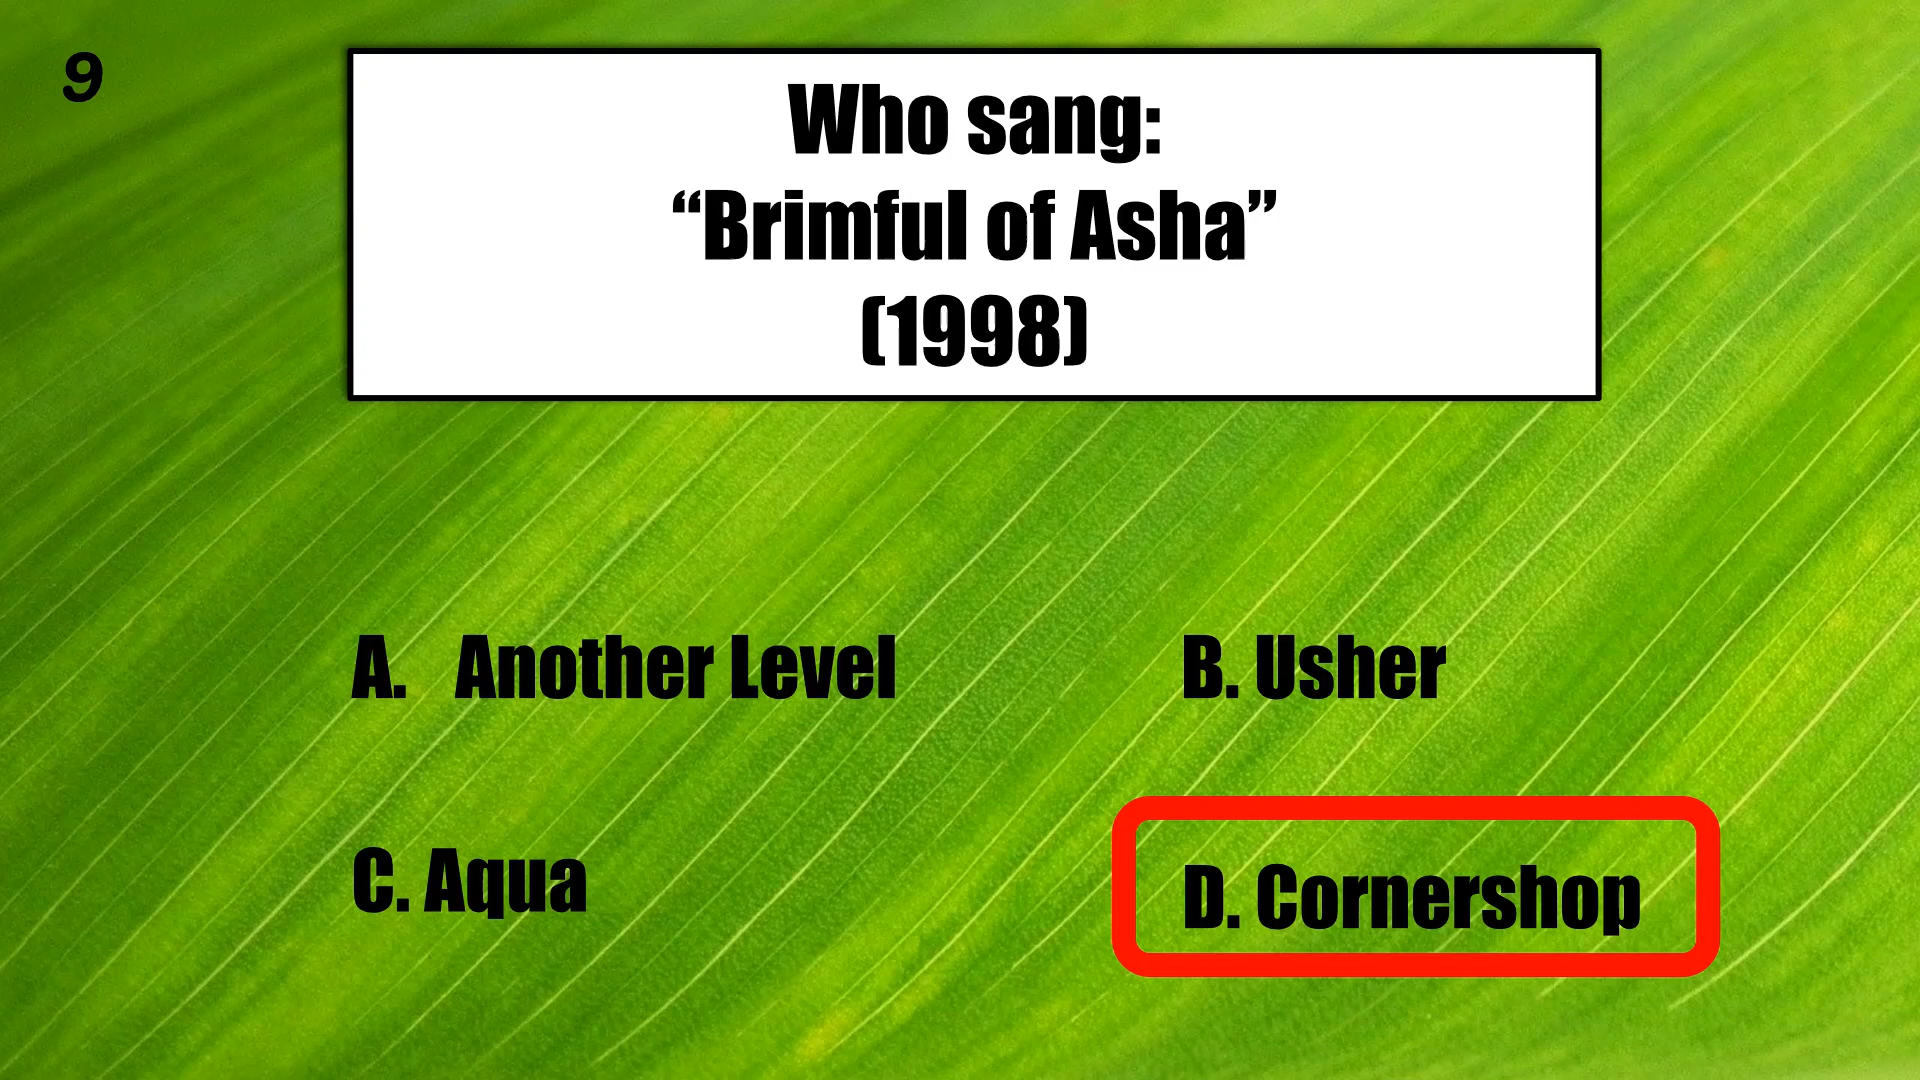 9
Who sang:
“Brimful of Asha”
(1998)
A. Another Level
B. Usher
C. Aqua
D. Cornershop